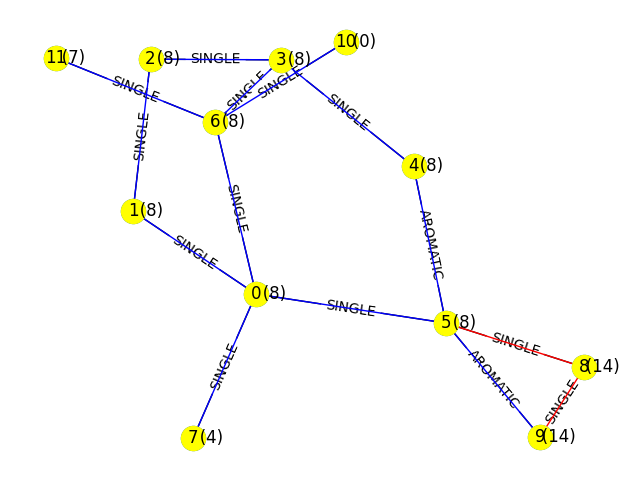 10(0)
11(7)
2(8)
SINGLE
3(8)
SINGLE
SINGLE
SINGLE
SINGLE
6(8)
SINGLE
4(8)
1(8)
SINGLE
SINGLE
AROMATIC
0(8)
SINGLE
5(8)
SINGLE
SINGLE
AROMATIC
8(14)
SINGLE
7(4)
9(14)